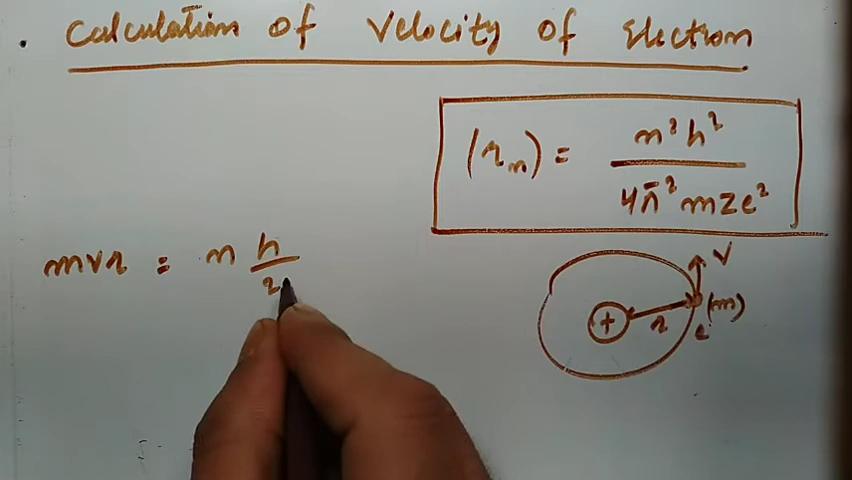 Calculation of Velocity of Electron
(rₙ) = n²h² / 4π²mze²
mvr = n h / 2
V
+
r
(m)
e